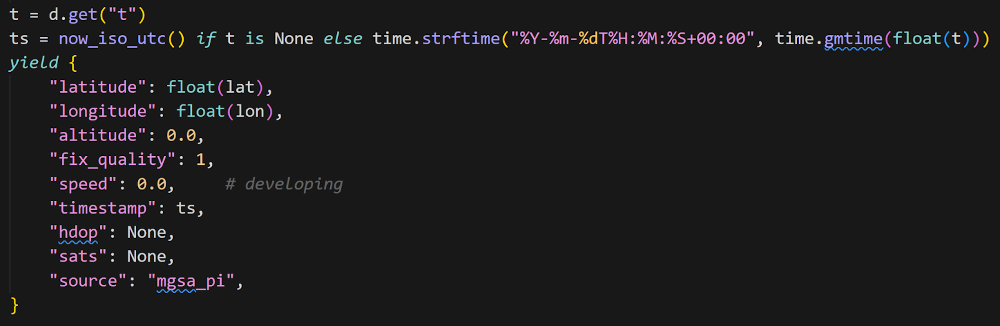 t = d.get("t")
ts = now_iso_utc() if t is None else time.strftime("%Y-%m-%dT%H:%M:%S+00:00", time.gmtime(float(t)))
yield {
    "latitude": float(lat),
    "longitude": float(lon),
    "altitude": 0.0,
    "fix_quality": 1,
    "speed": 0.0,     # developing
    "timestamp": ts,
    "hdop": None,
    "sats": None,
    "source": "mgsa_pi",
}